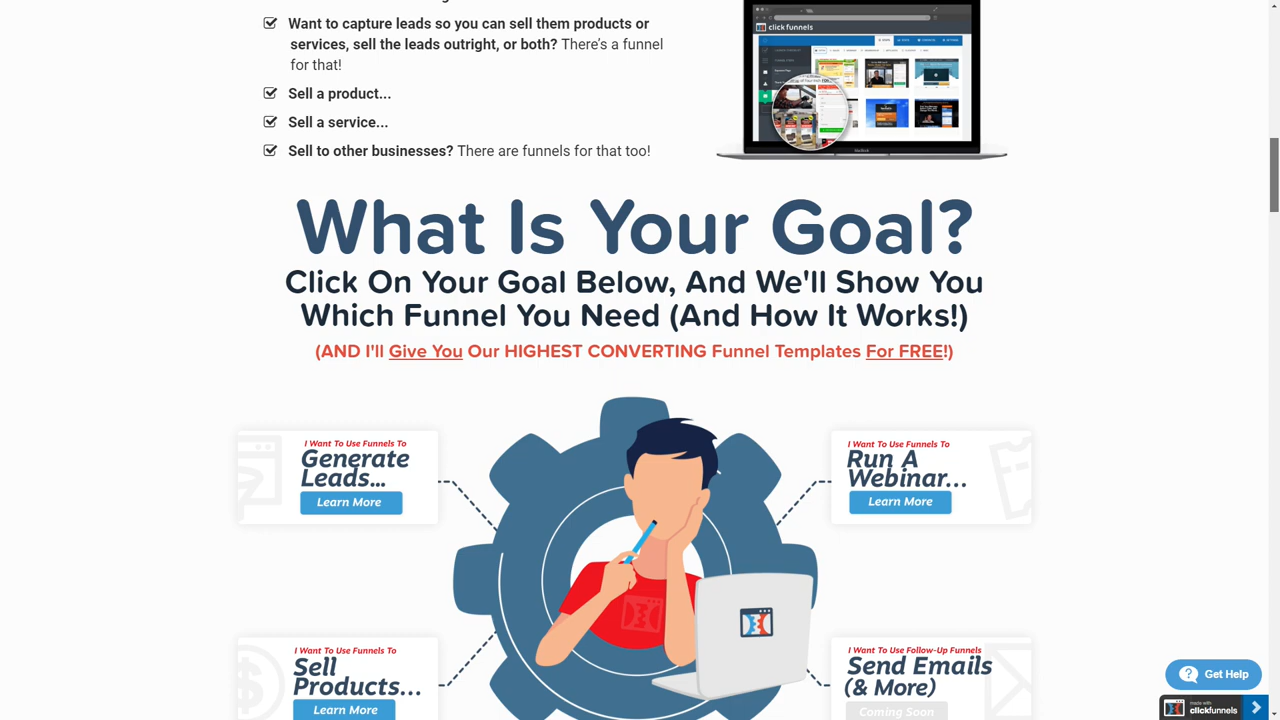 Want to capture leads so you can sell them products or
services, sell the leads outright, or both? There's a funnel
for that!
Sell a product...
Sell a service...
Sell to other businesses? There are funnels for that too!
click funnels
What Is Your Goal?
Click On Your Goal Below, And We'll Show You
Which Funnel You Need (And How It Works!)
(AND I'll Give You Our HIGHEST CONVERTING Funnel Templates For FREE!)
I Want To Use Funnels To
Generate
Leads...
Learn More
I Want To Use Funnels To
Run A
Webinar...
Learn More
I Want To Use Funnels To
Sell
Products...
Learn More
I Want To Use Follow-Up Funnels
Send Emails
(& More)
Coming Soon
Get Help
made with
clickfunnels